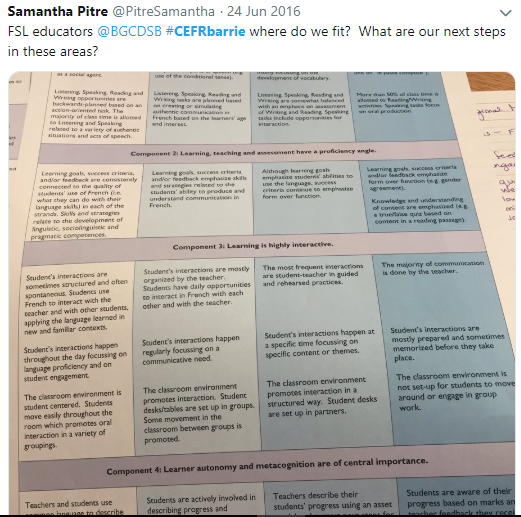 Samantha Pitre @PitreSamantha · 24 Jun 2016
FSL educators @BGCDSB #CEFRbarrie where do we fit? What are our next steps
in these areas?
as a social agent.
Listening, Speaking, Reading and
Writing opportunities are
backwards-planned based on an
action-oriented task. The
majority of class time is allotted
to Listening and Speaking
related to a variety of authentic
situations and acts of speech.
use of the conditional tense).
Listening, Speaking, Reading and
Writing tasks are planned based
on creating or simulating
authentic communication in
French based on the learners' age
and interest.
development of vocabulary.
Listening, Speaking, Reading and
Writing are somewhat balanced
with an emphasis on assessment
of Writing and Reading. Speaking
tasks include opportunities for
interaction.
More than 50% of class time is
allotted to Reading/Writing
activities. Speaking tasks focus
on oral production.
Component 2: Learning, teaching and assessment have a proficiency angle.
Learning goals, success criteria,
and/or feedback are consistently
connected to the quality of
students' use of French (i.e.
what they can do with their
language skills) in each of the
strands. Skills and strategies
relate to the development of
linguistic, sociolinguistic and
pragmatic competences.
Learning goals, success criteria,
and/or feedback emphasize skills
and strategies related to the
students' ability to produce and
understand communication in
French.
Although learning goals
emphasize students' abilities to
use the language, success
criteria continue to emphasize
form over function.
Learning goals, success criteria
and/or feedback emphasize
form over function (e.g. gender
agreement).
Knowledge and understanding
of content are emphasized (e.g.
a true/false quiz based on
content in a reading passage).
Component 3: Learning is highly interactive.
Student's interactions are
sometimes structured and often
spontaneous. Students use
French to interact with the
teacher and with other students,
applying the language learned in
new and familiar contexts.
Student's interactions happen
throughout the day focussing on
language proficiency and on
student engagement.
The classroom environment is
student centered. Students
move easily throughout the
room which promotes oral
interaction in a variety of
groupings.
Student's interactions are mostly
organized by the teacher.
Students have daily opportunities
to interact in French with each
other and with the teacher.
Student's interactions happen
regularly focussing on a
communicative need.
The classroom environment
promotes interaction. Student
desks/tables are set up in groups.
Some movement in the
classroom between groups is
promoted.
The most frequent interactions
are student-teacher in guided
and rehearsed practices.
Student's interactions happen at
a specific time focussing on
specific content or themes.
The classroom environment
promotes interaction in a
structured way. Student desks
are set up in partners.
The majority of communication
is done by the teacher.
Student's interactions are
mostly prepared and sometimes
memorized before they take
place.
The classroom environment is
not set-up for students to move
around or engage in group
work.
Component 4: Learner autonomy and metacognition are of central importance.
Teachers and students use
common language to describe
Students are actively involved in
describing progress and
Teachers describe their
students' progress using an asset
Students are aware of their
progress based on marks an
teacher feedback they recei